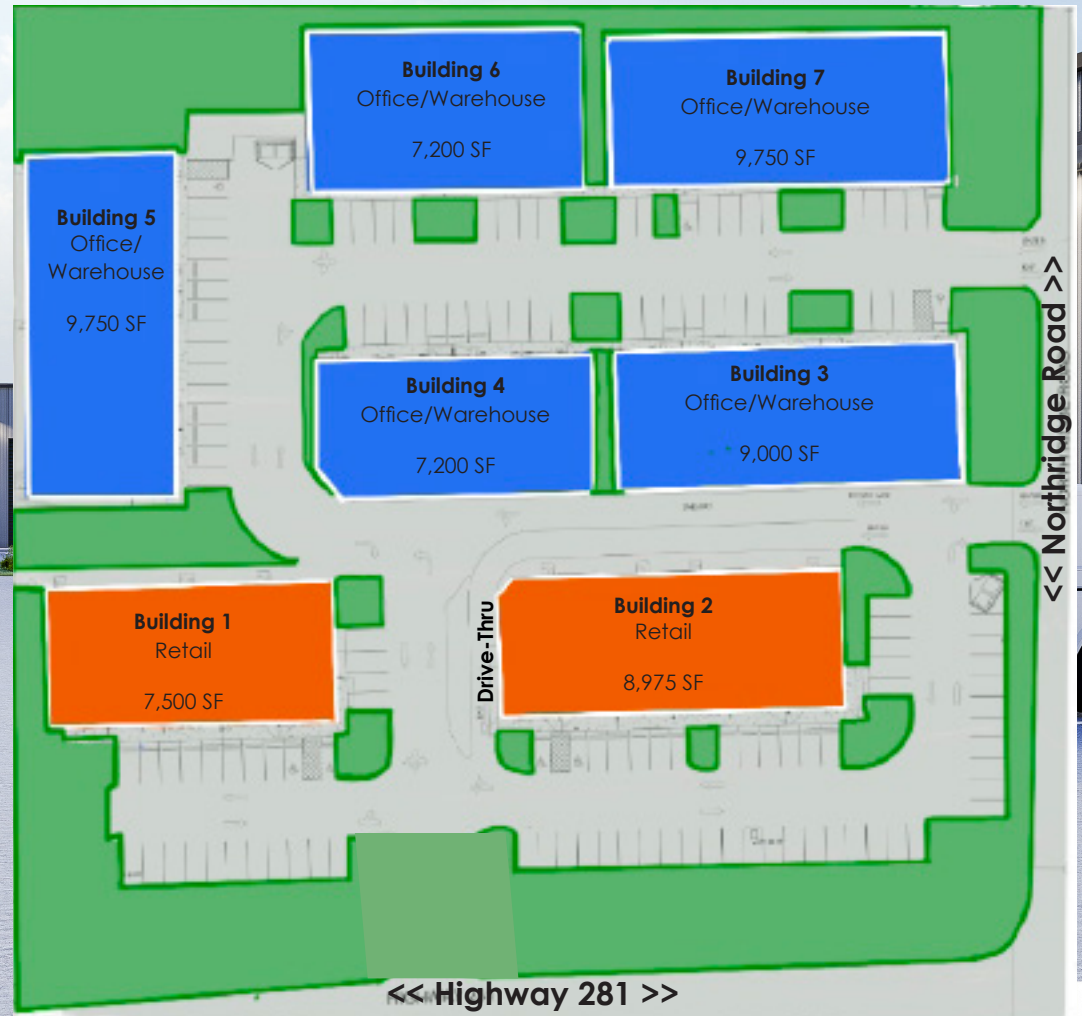 Building 6
Office/Warehouse
7,200 SF
Building 7
Office/Warehouse
9,750 SF
Building 5
Office/
Warehouse
9,750 SF
Building 4
Office/Warehouse
7,200 SF
Building 3
Office/Warehouse
9,000 SF
<< Northridge Road >>
Building 1
Retail
7,500 SF
Drive-Thru
Building 2
Retail
8,975 SF
<< Highway 281 >>